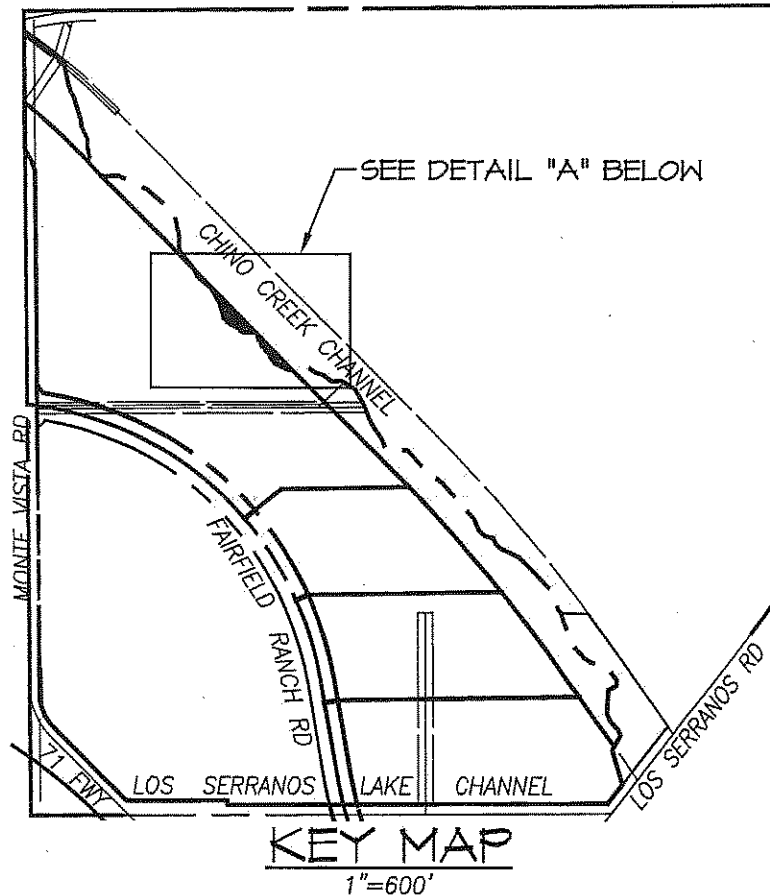 SEE DETAIL "A" BELOW
CHINO CREEK CHANNEL
MONTE VISTA RD
FAIRFIELD RANCH RD
LOS SERRANOS RD
71 FWY
LOS SERRANOS LAKE CHANNEL
KEY MAP
1"=600'